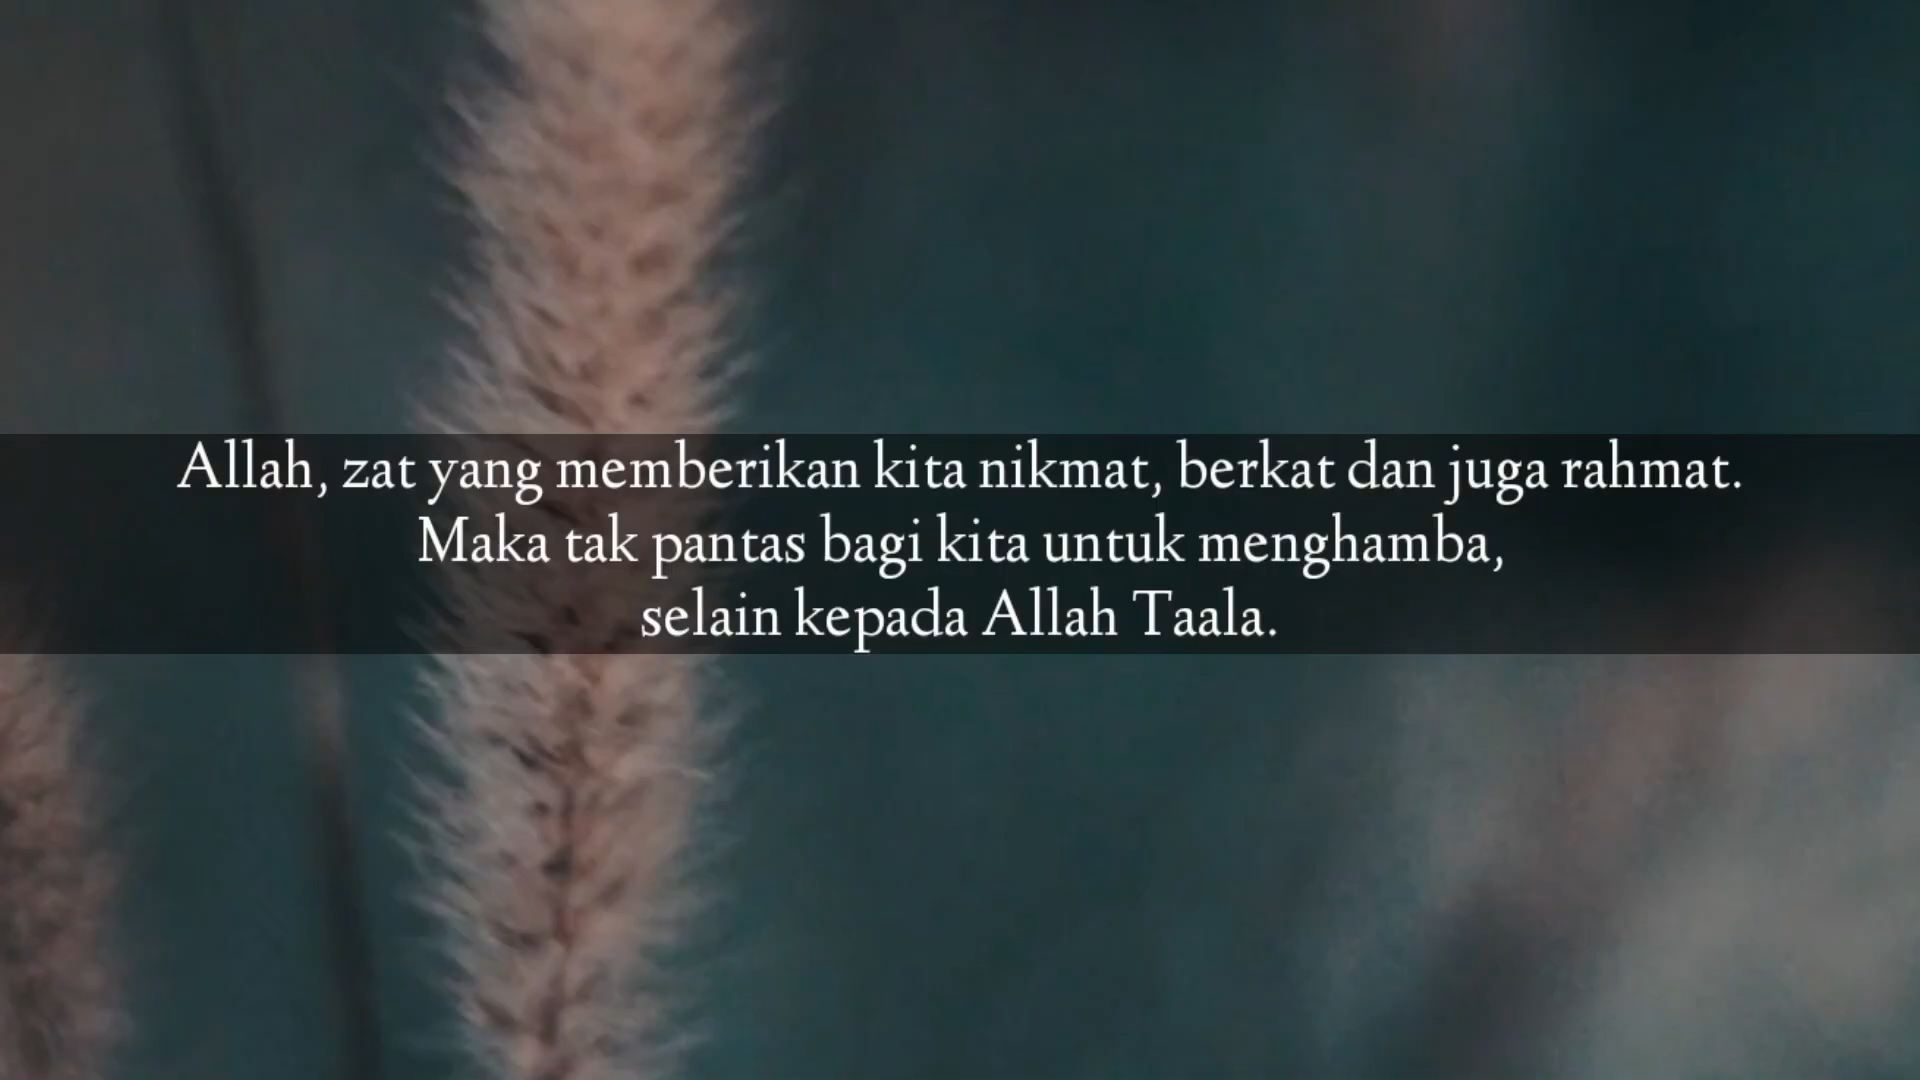 Allah, zat yang memberikan kita nikmat, berkat dan juga rahmat.
Maka tak pantas bagi kita untuk menghamba,
selain kepada Allah Taala.